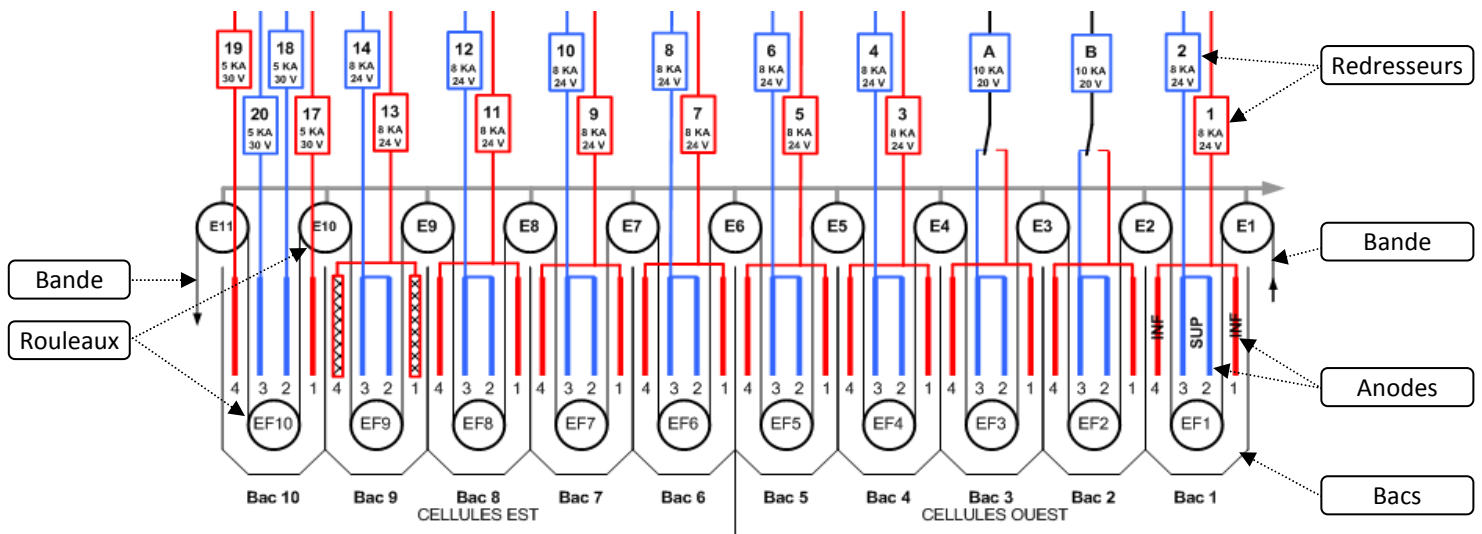 19
5 KA
30 V
18
5 KA
30 V
14
8 KA
24 V
12
8 KA
24 V
10
8 KA
24 V
8
8 KA
24 V
6
8 KA
24 V
4
8 KA
24 V
A
10 KA
20 V
B
10 KA
20 V
2
8 KA
24 V
Redresseurs
20
5 KA
30 V
17
5 KA
30 V
13
8 KA
24 V
11
8 KA
24 V
9
8 KA
24 V
7
8 KA
24 V
5
8 KA
24 V
3
8 KA
24 V
1
8 KA
24 V
E11 E10 E9 E8 E7 E6 E5 E4 E3 E2 E1
Bande
Bande
INF SUP INF
Rouleaux
Anodes
4 3 2 1 4 3 2 1 4 3 2 1 4 3 2 1 4 3 2 1 4 3 2 1 4 3 2 1 4 3 2 1 4 3 2 1 4 3 2 1
EF10 EF9 EF8 EF7 EF6 EF5 EF4 EF3 EF2 EF1
Bac 10 Bac 9 Bac 8 Bac 7 Bac 6 Bac 5 Bac 4 Bac 3 Bac 2 Bac 1
Bacs
CELLULES EST CELLULES OUEST